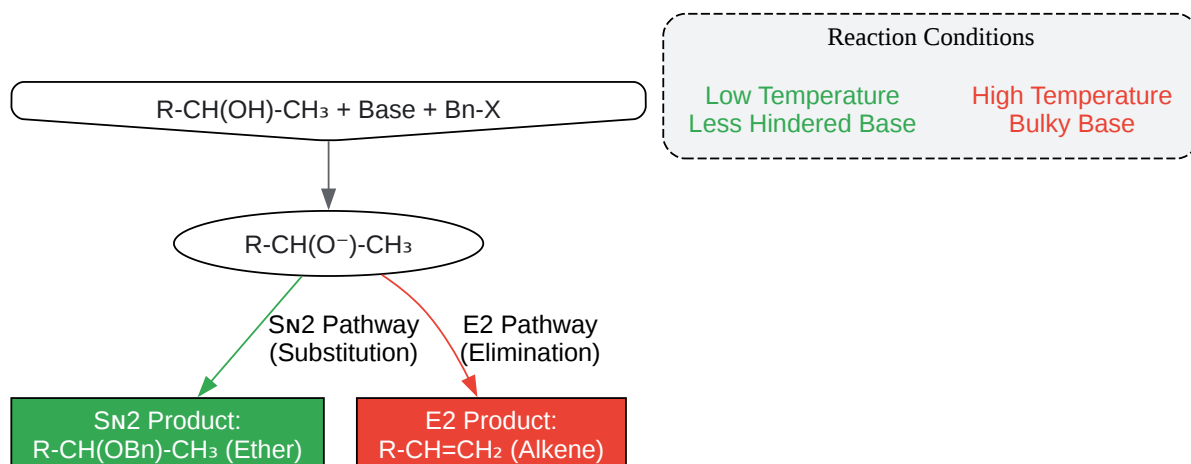 Reaction Conditions
Low Temperature
Less Hindered Base
High Temperature
Bulky Base
R-CH(OH)-CH₃ + Base + Bn-X
R-CH(O⁻)-CH₃
Sɴ2 Pathway
(Substitution)
E2 Pathway
(Elimination)
Sɴ2 Product:
R-CH(OBn)-CH₃ (Ether)
E2 Product:
R-CH=CH₂ (Alkene)